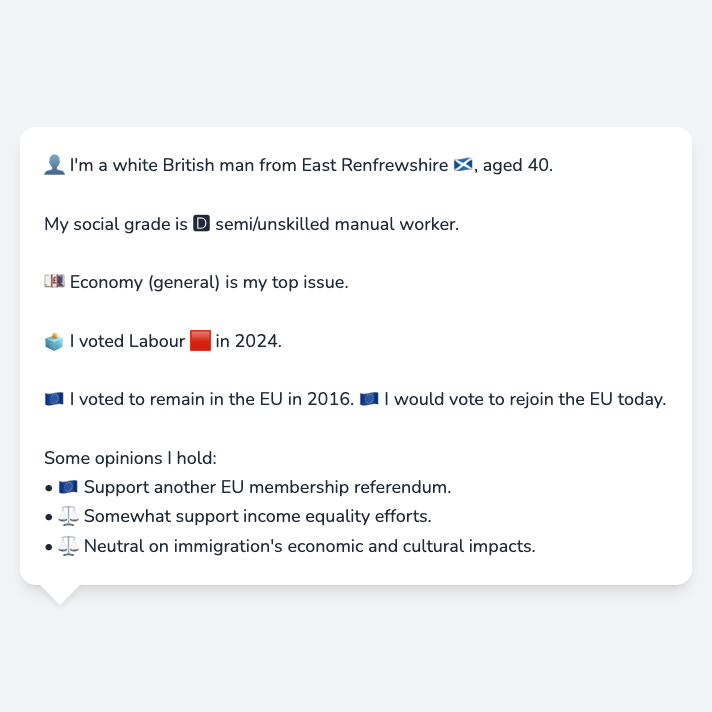 👤 I'm a white British man from East Renfrewshire 🏴󠁧󠁢󠁳󠁣󠁴󠁿, aged 40.
My social grade is 🅳 semi/unskilled manual worker.
💷 Economy (general) is my top issue.
🗳️ I voted Labour 🟥 in 2024.
🇪🇺 I voted to remain in the EU in 2016. 🇪🇺 I would vote to rejoin the EU today.
Some opinions I hold:
• 🇪🇺 Support another EU membership referendum.
• ⚖️ Somewhat support income equality efforts.
• ⚖️ Neutral on immigration's economic and cultural impacts.